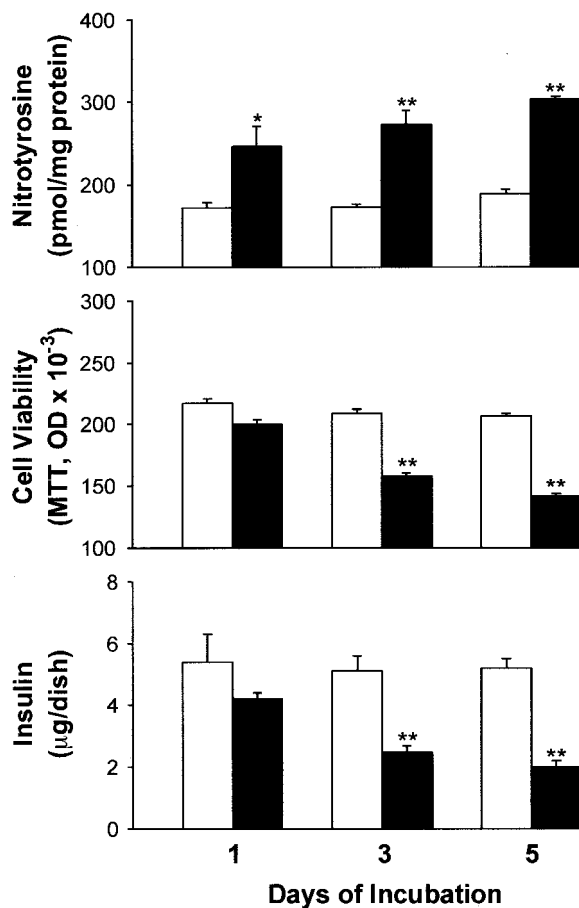 Nitrotyrosine
(pmol/mg protein)
400
300
200
100
*
**
**
Cell Viability
(MTT, OD x 10⁻³)
300
250
200
150
100
**
**
Insulin
(μg/dish)
8
6
4
2
0
**
**
1 3 5
Days of Incubation